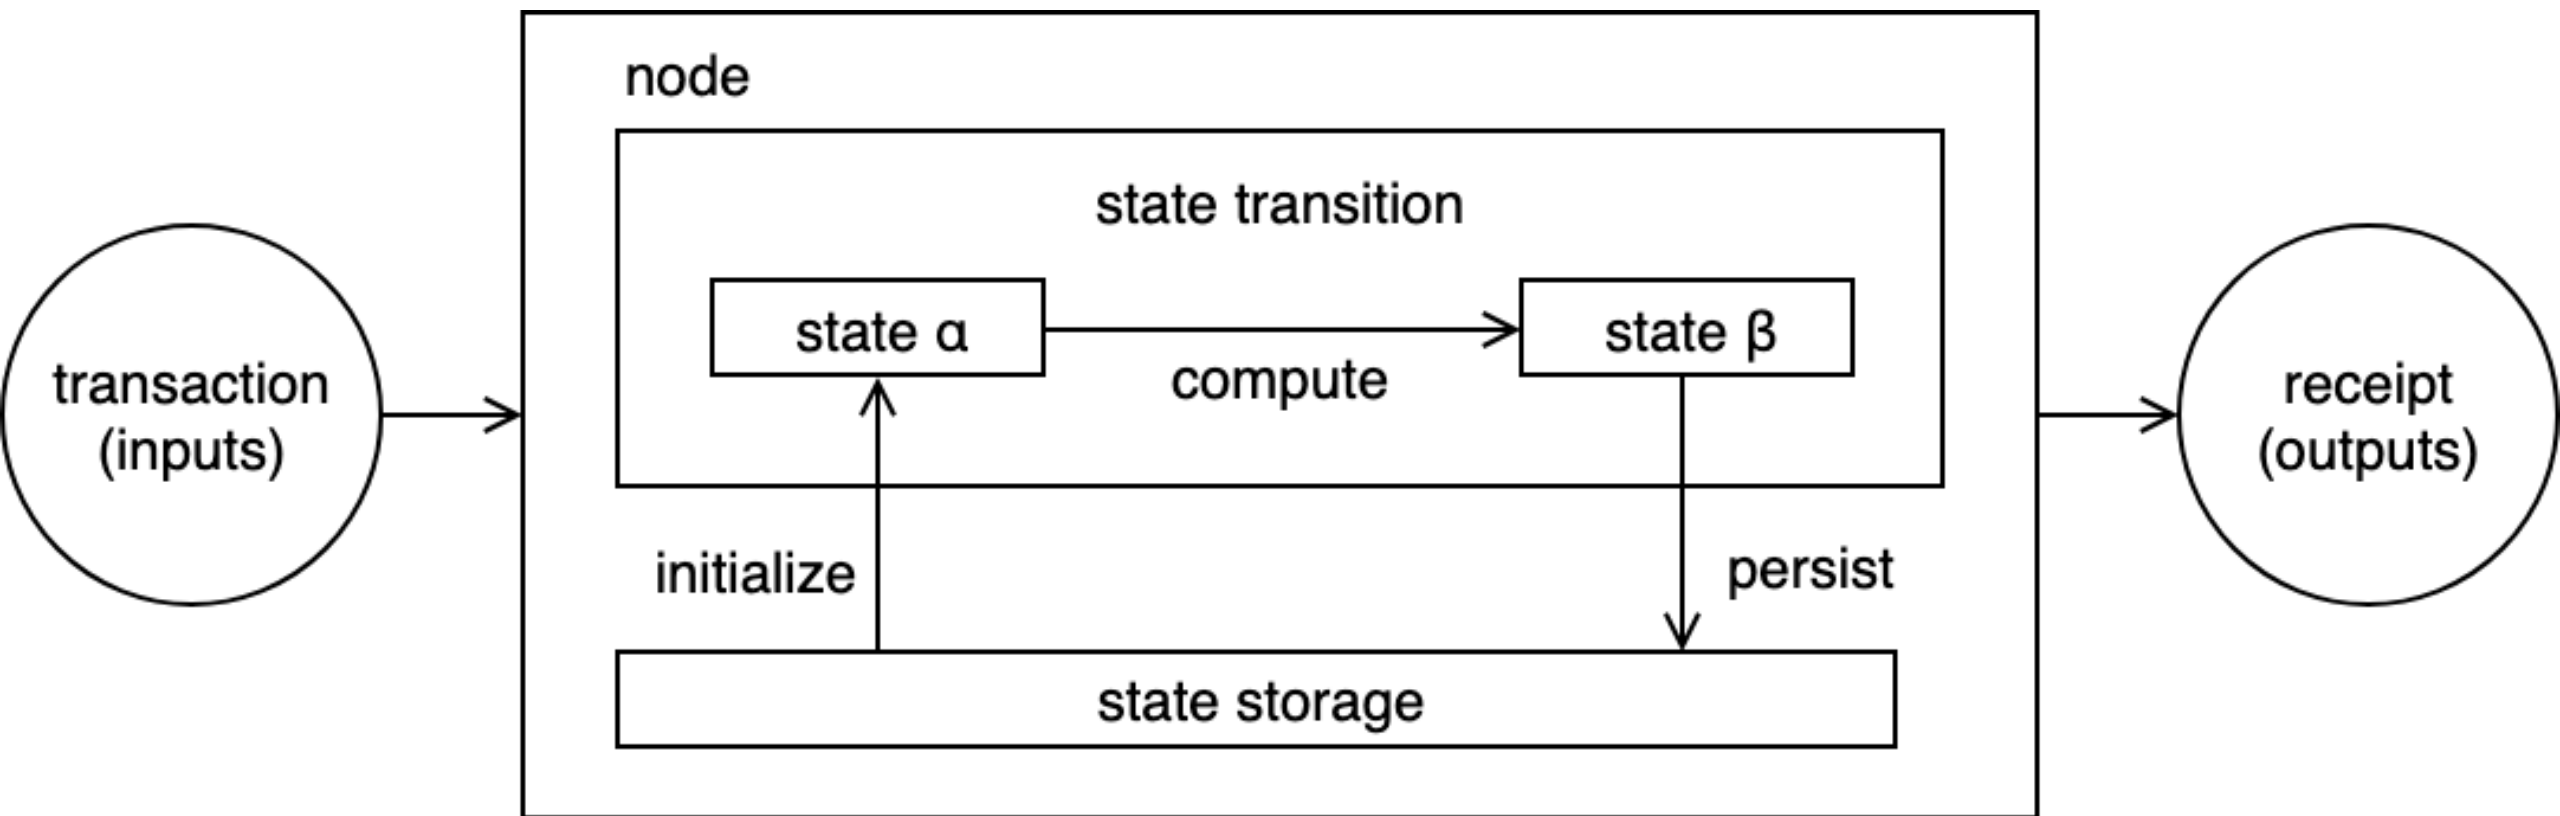 node
state transition
state α
state β
compute
transaction
(inputs)
receipt
(outputs)
initialize
persist
state storage